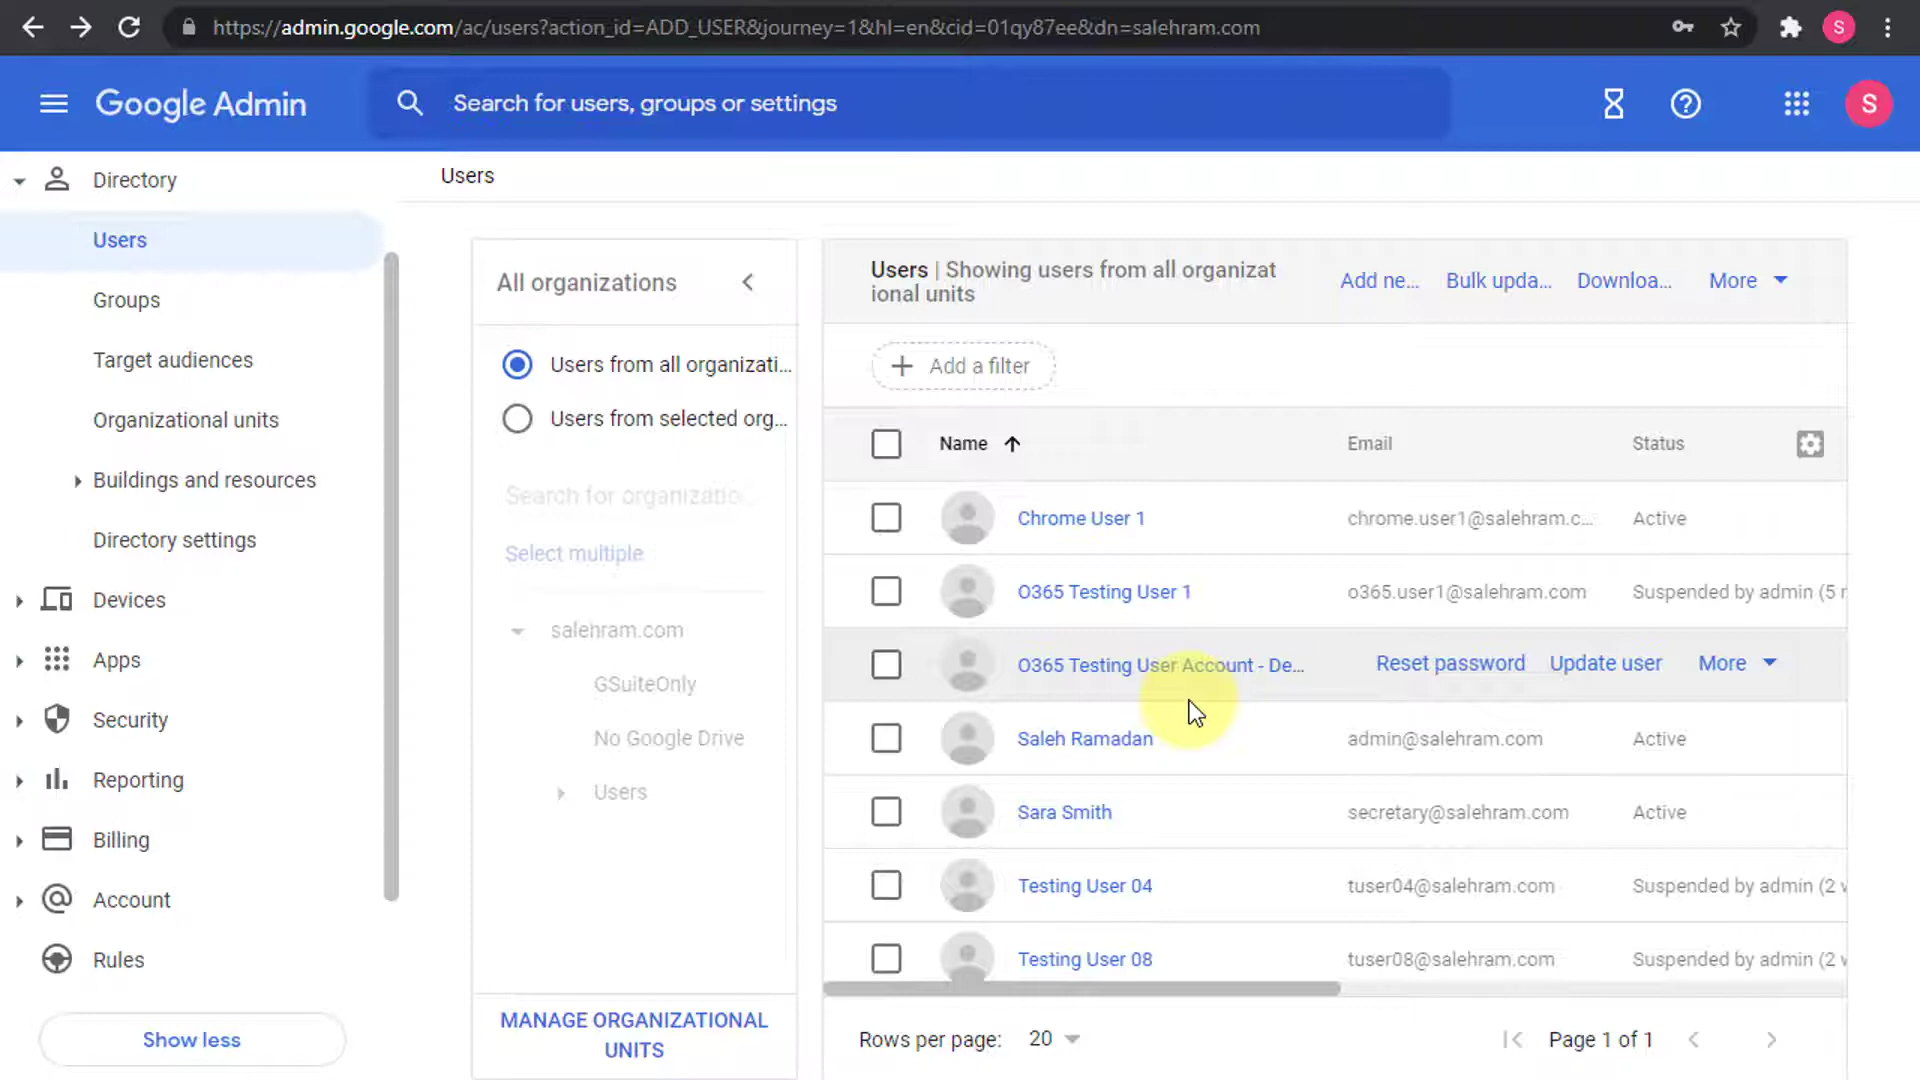 https://admin.google.com/ac/users?action_id=ADD_USER&journey=1&hl=en&cid=01qy87ee&dn=salehram.com
S
Google Admin
Search for users, groups or settings
S
Directory
Users
Groups
Target audiences
Organizational units
Buildings and resources
Directory settings
Devices
Apps
Security
Reporting
Billing
Account
Rules
Show less
Users
All organizations
Users from all organizati...
Users from selected org...
Search for organizatio
Select multiple
salehram.com
GSuiteOnly
No Google Drive
Users
MANAGE ORGANIZATIONAL
UNITS
Users | Showing users from all organizat
ional units
Add ne... Bulk upda... Downloa... More
Add a filter
Name Email Status
Chrome User 1 chrome.user1@salehram.c... Active
O365 Testing User 1 o365.user1@salehram.com Suspended by admin (5
O365 Testing User Account - De... Reset password Update user More
Saleh Ramadan admin@salehram.com Active
Sara Smith secretary@salehram.com Active
Testing User 04 tuser04@salehram.com Suspended by admin (2
Testing User 08 tuser08@salehram.com Suspended by admin (2
Rows per page: 20 Page 1 of 1